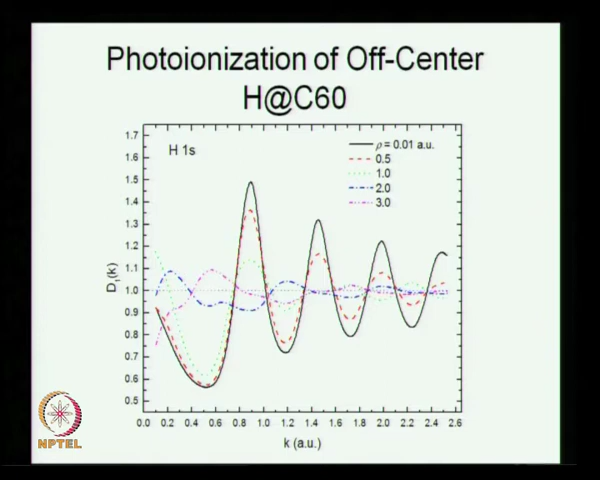 Photoionization of Off-Center
H@C60
H 1s
ρ = 0.01 a.u.
0.5
1.0
2.0
3.0
1.7
1.6
1.5
1.4
1.3
1.2
1.1
1.0
0.9
0.8
0.7
0.6
0.5
D₁(k)
0.0 0.2 0.4 0.6 0.8 1.0 1.2 1.4 1.6 1.8 2.0 2.2 2.4 2.6
k (a.u.)
NPTEL